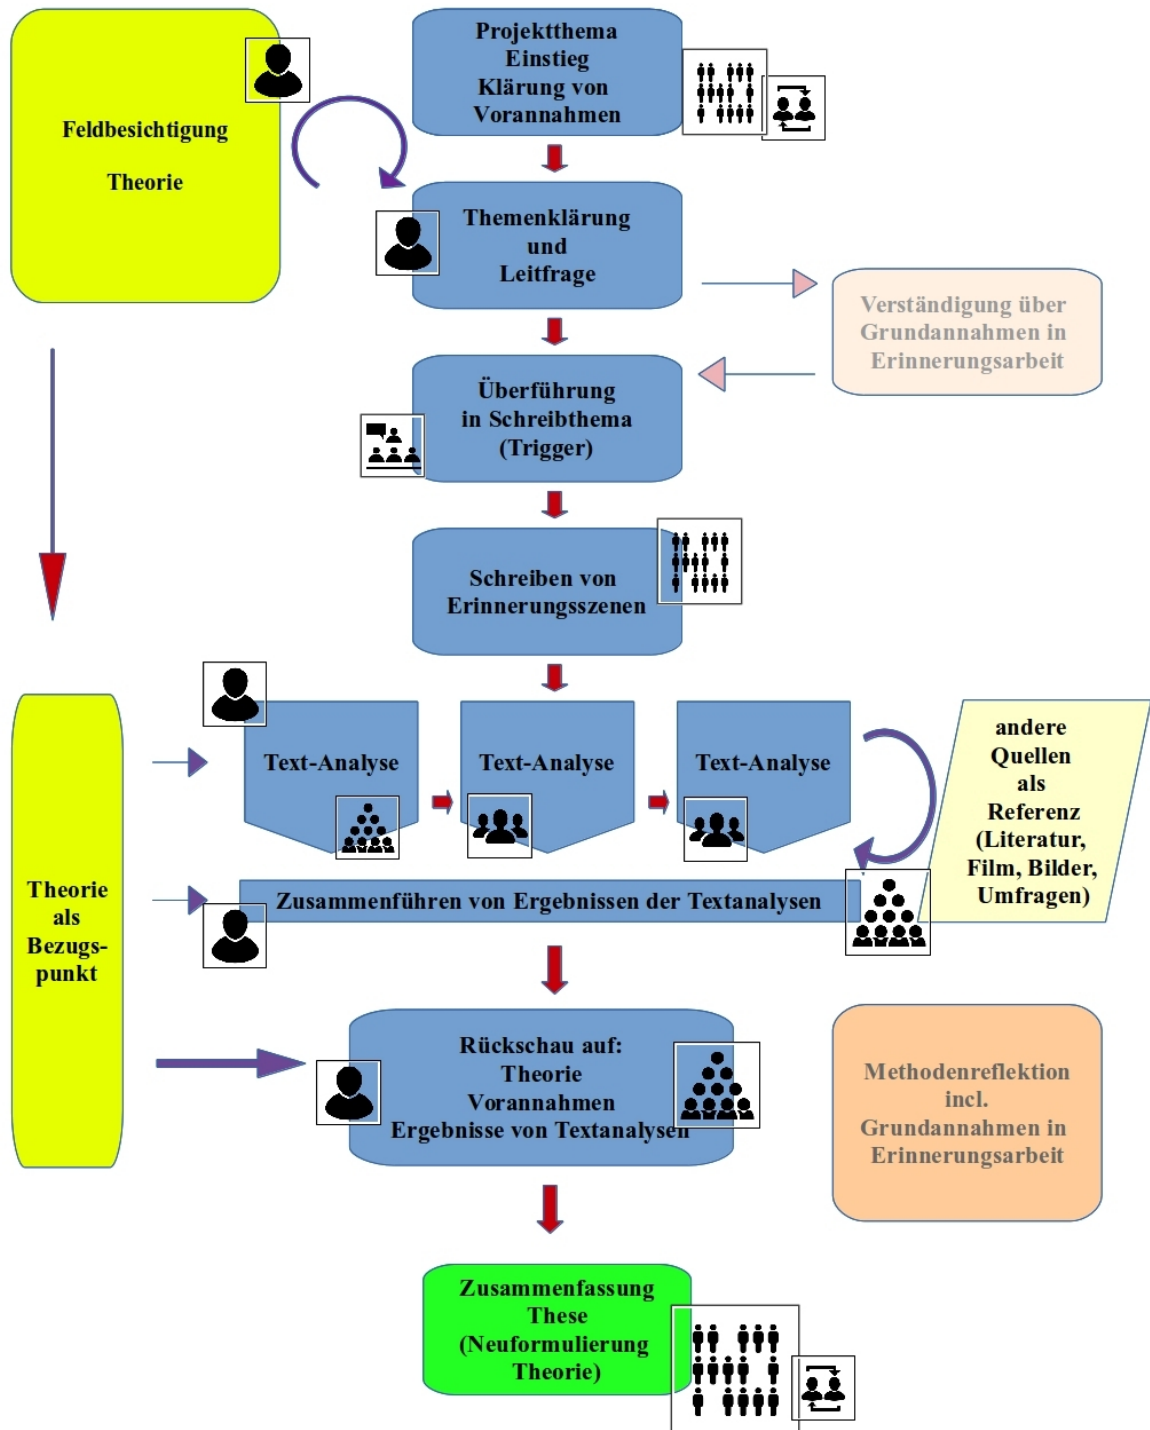 Projektthema
Einstieg
Klärung von
Vorannahmen
Feldbesichtigung
Theorie
Themenklärung
und
Leitfrage
Verständigung über
Grundannahmen in
Erinnerungsarbeit
Überführung
in Schreibthema
(Trigger)
Schreiben von
Erinnerungsszenen
Text-Analyse
Text-Analyse
Text-Analyse
andere
Quellen
als
Referenz
(Literatur,
Film, Bilder,
Umfragen)
Zusammenführen von Ergebnissen der Textanalysen
Theorie
als
Bezugs-
punkt
Rückschau auf:
Theorie
Vorannahmen
Ergebnisse von Textanalysen
Methodenreflektion
incl.
Grundannahmen in
Erinnerungsarbeit
Zusammenfassung
These
(Neuformulierung
Theorie)